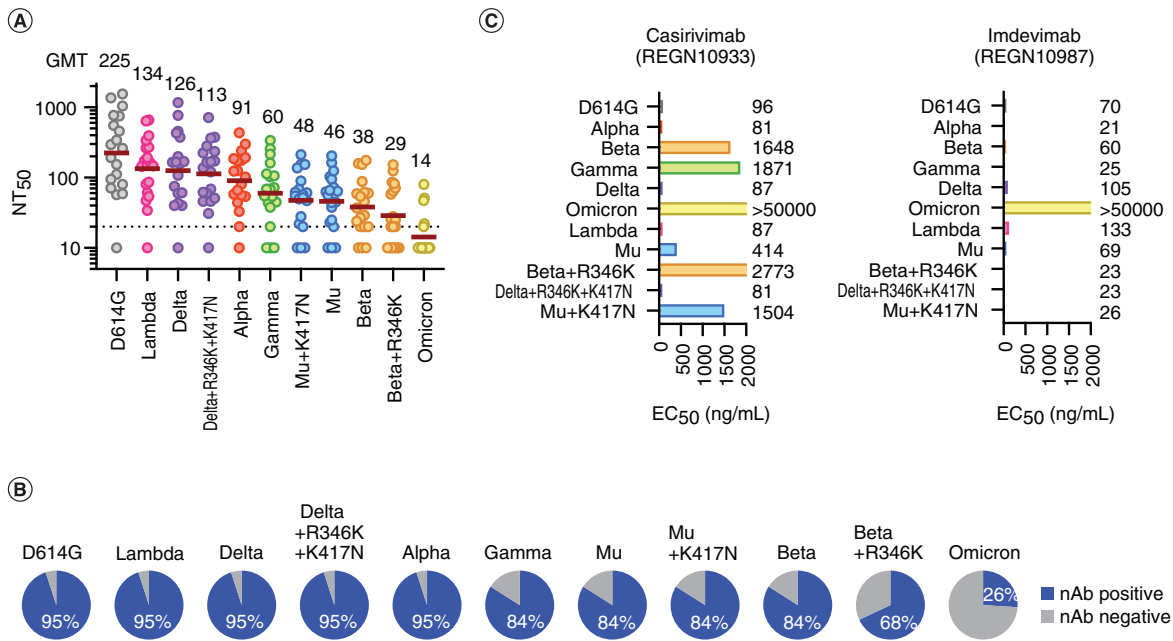 A
GMT 225 134 126 113 91 60 48 46 38 29 14
1000
100
10
NT50
D614G
Lambda
Delta
Delta+R346K+K417N
Alpha
Gamma
Mu+K417N
Mu
Beta
Beta+R346K
Omicron
C
Casirivimab
(REGN10933)
D614G 96
Alpha 81
Beta 1648
Gamma 1871
Delta 87
Omicron >50000
Lambda 87
Mu 414
Beta+R346K 2773
Delta+R346K+K417N 81
Mu+K417N 1504
0 500 1000 1500 2000
EC50 (ng/mL)
Imdevimab
(REGN10987)
D614G 70
Alpha 21
Beta 60
Gamma 25
Delta 105
Omicron >50000
Lambda 133
Mu 69
Beta+R346K 23
Delta+R346K+K417N 23
Mu+K417N 26
0 500 1000 1500 2000
EC50 (ng/mL)
B
D614G
95%
Lambda
95%
Delta
95%
Delta
+R346K
+K417N
95%
Alpha
95%
Gamma
84%
Mu
84%
Mu
+K417N
84%
Beta
84%
Beta
+R346K
68%
Omicron
26%
nAb positive
nAb negative